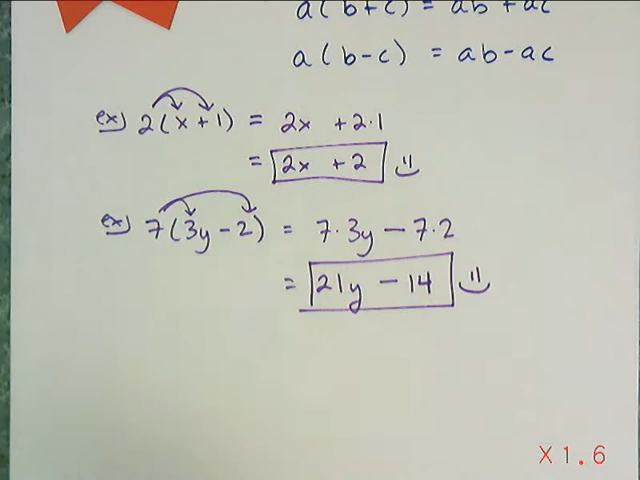 a(b+c) = ab+ac
a(b-c) = ab-ac
ex) 2(x+1) = 2x +2·1
= 2x +2
ex) 7(3y-2) = 7·3y-7·2
= 21y - 14
X1.6